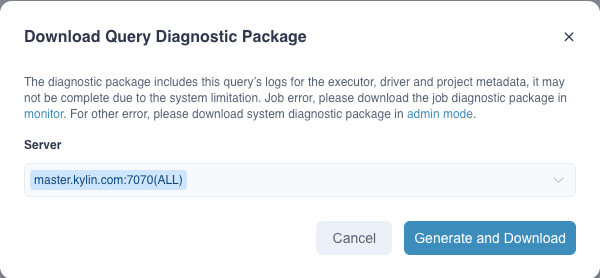 Download Query Diagnostic Package
The diagnostic package includes this query's logs for the executor, driver and project metadata, it may
not be complete due to the system limitation. Job error, please download the job diagnostic package in
monitor. For other error, please download system diagnostic package in admin mode.
Server
master.kylin.com:7070(ALL)
Cancel
Generate and Download